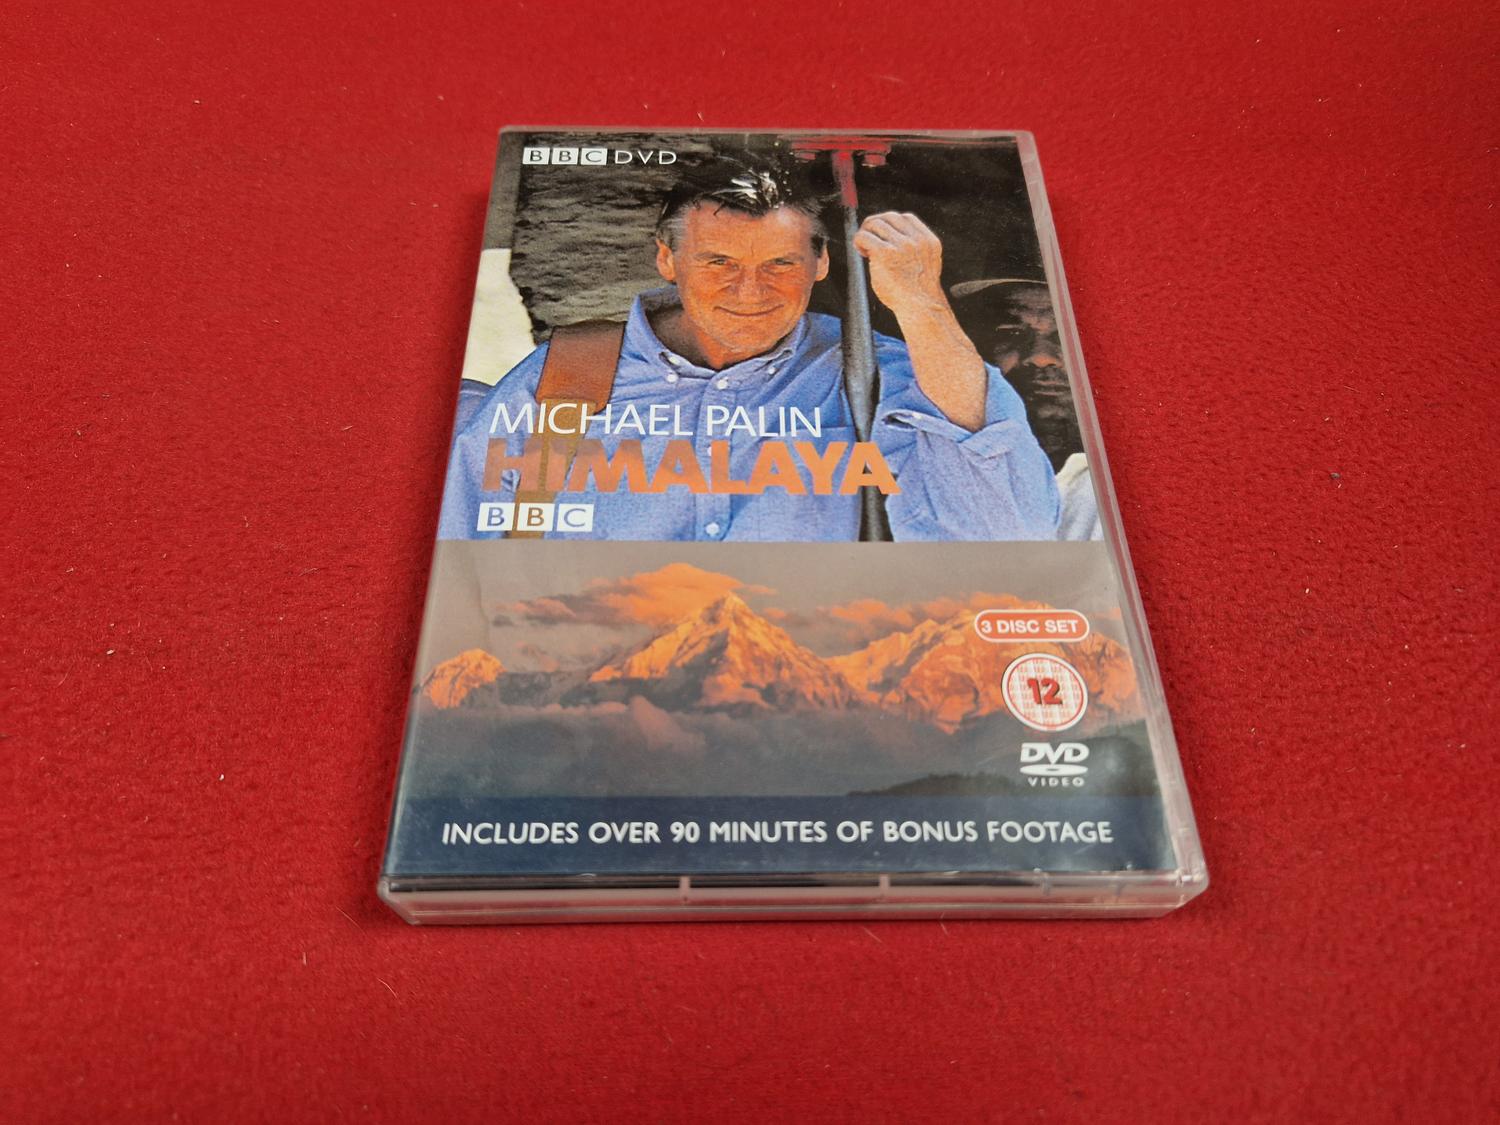 BBC DVD
MICHAEL PALIN
HIMALAYA
BBC
3 DISC SET
12
DVD
VIDEO
INCLUDES OVER 90 MINUTES OF BONUS FOOTAGE